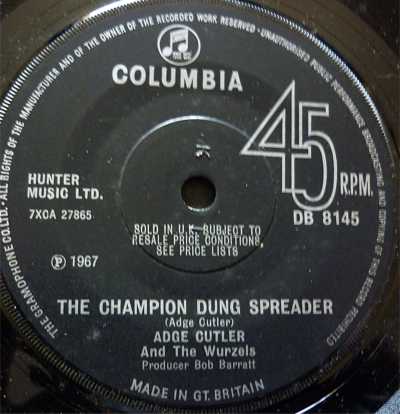 ALL RIGHTS OF THE MANUFACTURER AND OF THE OWNER OF THE RECORDED WORK RESERVED · UNAUTHORISED PUBLIC PERFORMANCE BROADCASTING AND COPYING OF THIS RECORD PROHIBITED
THE GRAMOPHONE CO. LTD. ·
COLUMBIA
45
R.P.M.
HUNTER
MUSIC LTD.
7XCA 27865
DB 8145
SOLD IN U.K. SUBJECT TO
RESALE PRICE CONDITIONS,
SEE PRICE LISTS
Ⓟ 1967
THE CHAMPION DUNG SPREADER
(Adge Cutler)
ADGE CUTLER
And The Wurzels
Producer Bob Barratt
MADE IN GT. BRITAIN